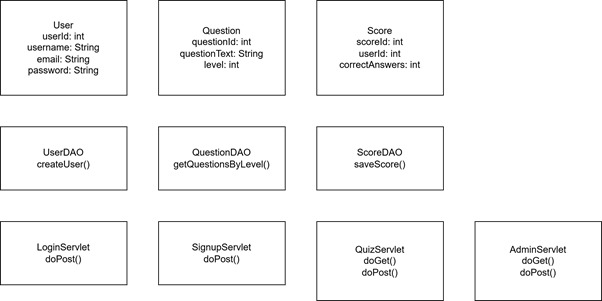 User
userId: int
username: String
email: String
password: String
Question
questionId: int
questionText: String
level: int
Score
scoreId: int
userId: int
correctAnswers: int
UserDAO
createUser()
QuestionDAO
getQuestionsByLevel()
ScoreDAO
saveScore()
LoginServlet
doPost()
SignupServlet
doPost()
QuizServlet
doGet()
doPost()
AdminServlet
doGet()
doPost()